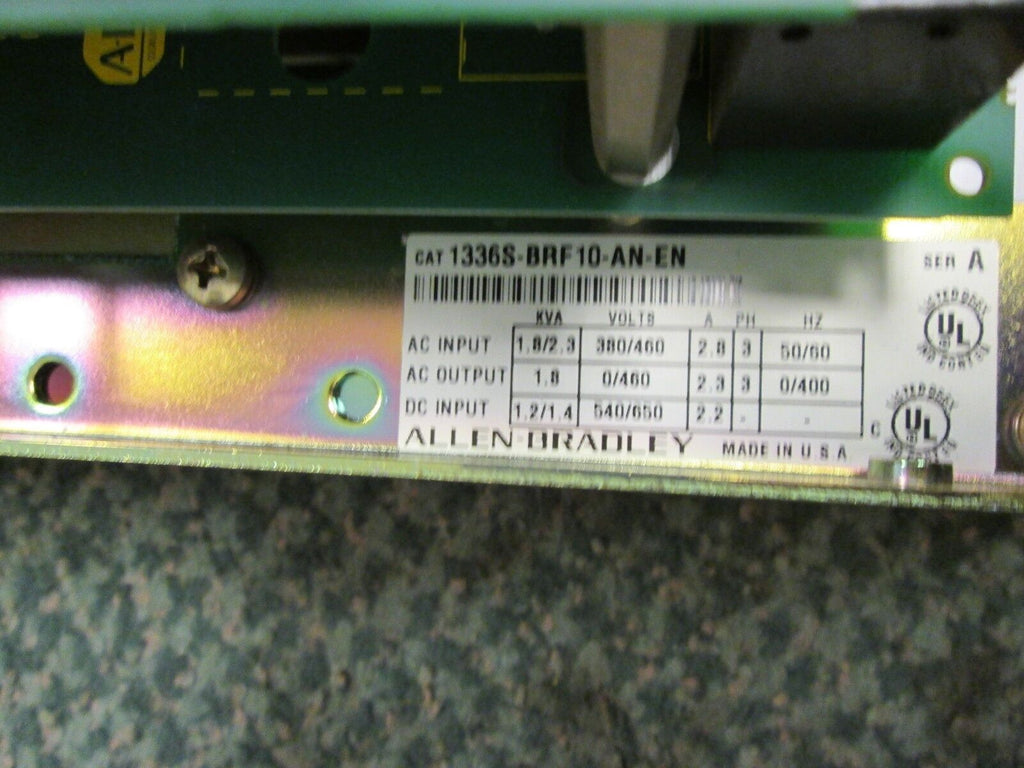 CAT 1336S-BRF10-AN-EN SER A
KVA VOLTS A PH HZ
AC INPUT 1.8/2.3 380/460 2.8 3 50/60
AC OUTPUT 1.8 0/460 2.3 3 0/400
DC INPUT 1.2/1.4 540/650 2.2 - -
ALLEN-BRADLEY MADE IN U S A
UL
C UL